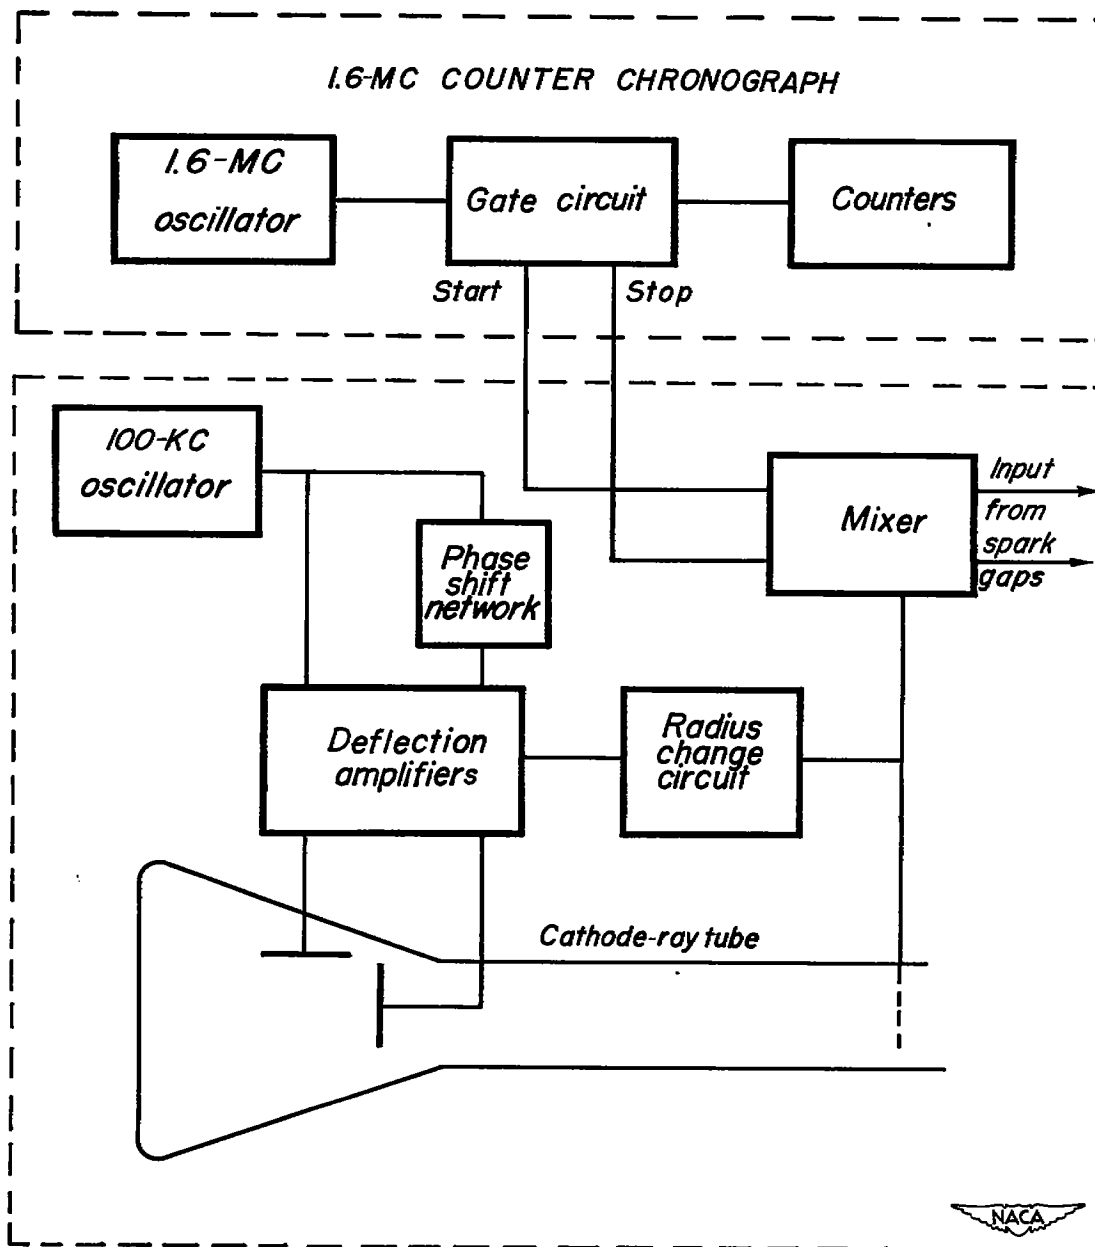 1.6-MC COUNTER CHRONOGRAPH
1.6-MC
oscillator
Gate circuit
Counters
Start
Stop
100-KC
oscillator
Phase
shift
network
Mixer
Input
from
spark
gaps
Deflection
amplifiers
Radius
change
circuit
Cathode-ray tube
NACA